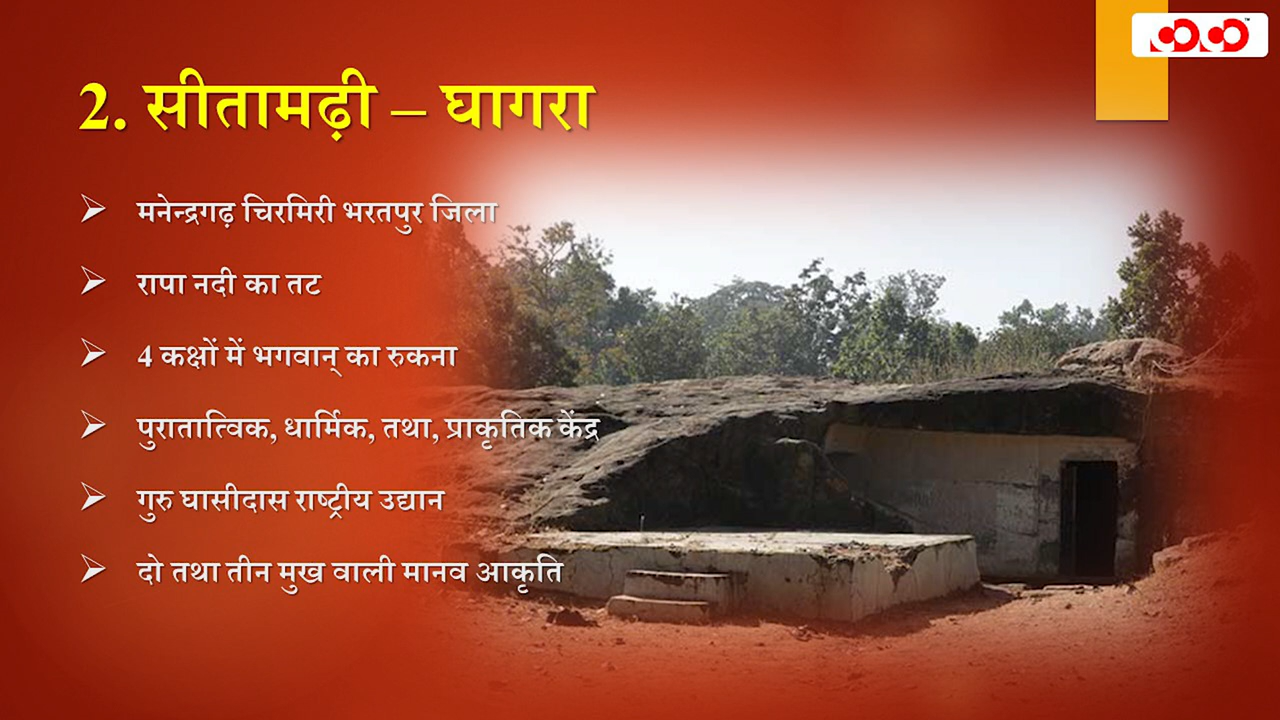 2. सीतामढ़ी – घागरा
मनेन्द्रगढ़ चिरमिरी भरतपुर जिला
रापा नदी का तट
4 कक्षों में भगवान् का रुकना
पुरातात्विक, धार्मिक, तथा, प्राकृतिक केंद्र
गुरु घासीदास राष्ट्रीय उद्यान
दो तथा तीन मुख वाली मानव आकृति